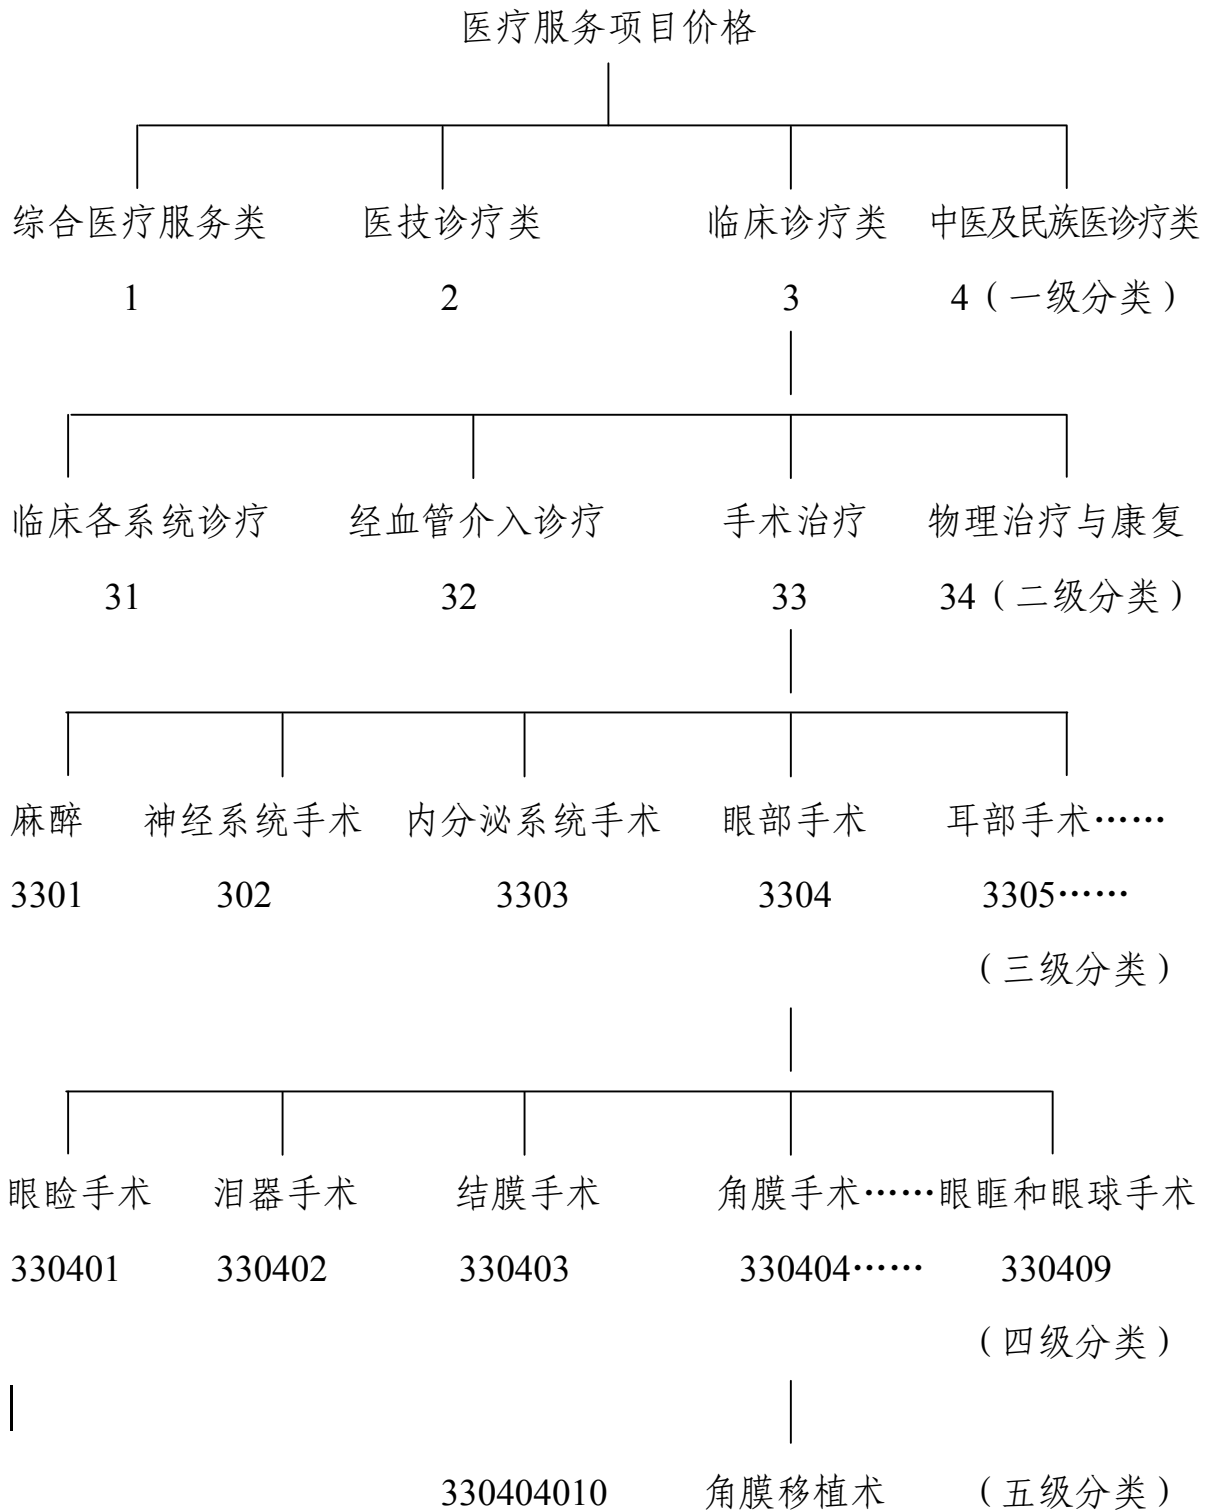 医疗服务项目价格
综合医疗服务类 医技诊疗类 临床诊疗类 中医及民族医诊疗类
1 2 3 4（一级分类）
临床各系统诊疗 经血管介入诊疗 手术治疗 物理治疗与康复
31 32 33 34（二级分类）
麻醉 神经系统手术 内分泌系统手术 眼部手术 耳部手术……
3301 302 3303 3304 3305……
（三级分类）
眼睑手术 泪器手术 结膜手术 角膜手术……眼眶和眼球手术
330401 330402 330403 330404…… 330409
（四级分类）
330404010 角膜移植术 （五级分类）